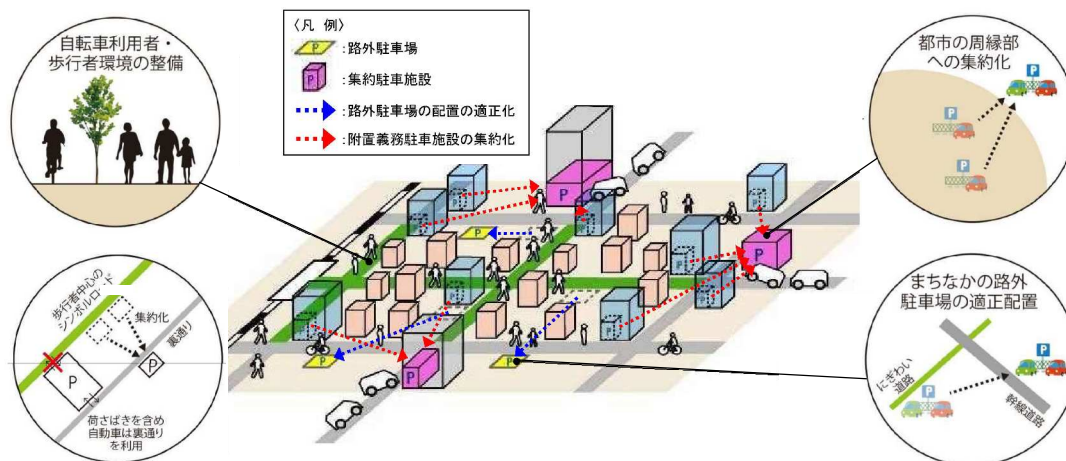 自転車利用者・
歩行者環境の整備
〈凡 例〉
P :路外駐車場
P :集約駐車施設
:路外駐車場の配置の適正化
:附置義務駐車施設の集約化
都市の周縁部
への集約化
P
P
P
歩行者中心の
シンボルロード
集約化
裏通り
P
P
荷さばきを含め
自動車は裏通り
を利用
P
P
P
P
P
P
P
P
P
P
P
P
P
まちなかの路外
駐車場の適正配置
にぎわい
道路
幹線道路
P
P